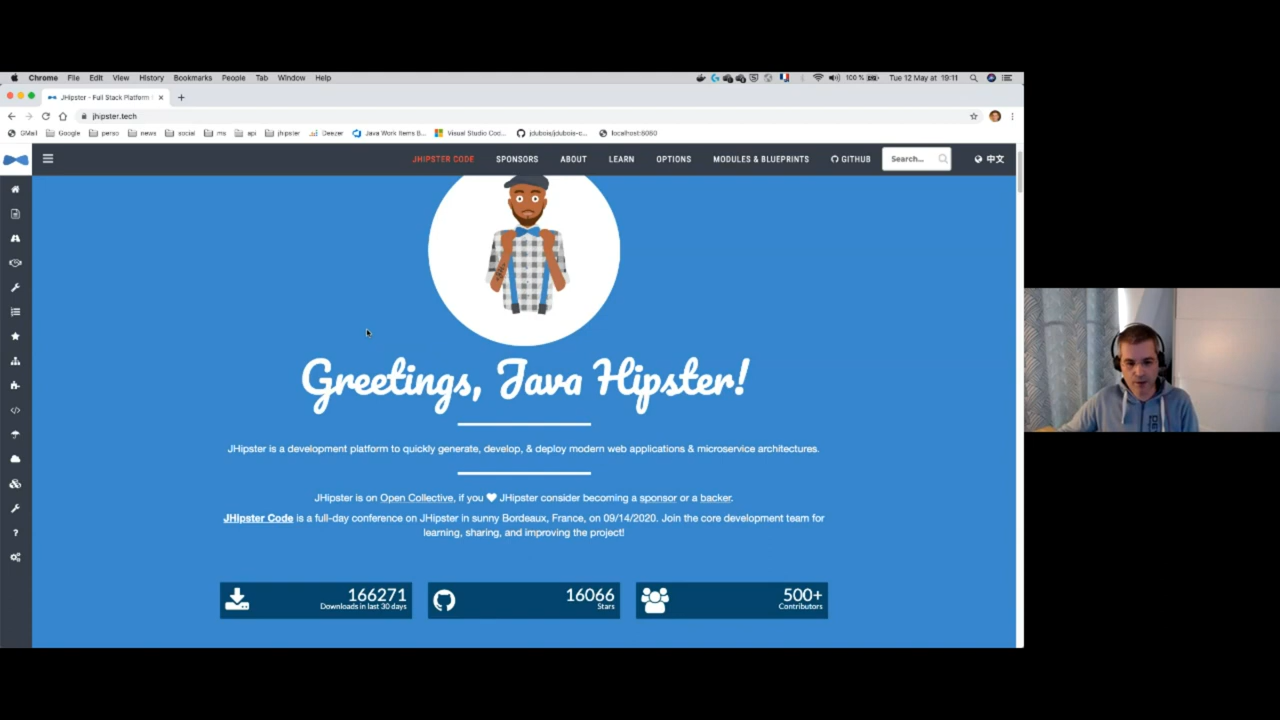 Chrome File Edit View History Bookmarks People Tab Window Help 100 % Tue 12 May at 19:11
JHipster - Full Stack Platform
jhipster.tech
GMail Google perso news social ms api jhipster Deezer Java Work Items B... Visual Studio Cod... jdubois/jdubois-c... localhost:8080
JHIPSTER CODE SPONSORS ABOUT LEARN OPTIONS MODULES & BLUEPRINTS GITHUB Search... 中文
Greetings, Java Hipster!
JHipster is a development platform to quickly generate, develop, & deploy modern web applications & microservice architectures.
JHipster is on Open Collective, if you JHipster consider becoming a sponsor or a backer.
JHipster Code is a full-day conference on JHipster in sunny Bordeaux, France, on 09/14/2020. Join the core development team for
learning, sharing, and improving the project!
166271 16066 500+
Downloads in last 30 days Stars Contributors